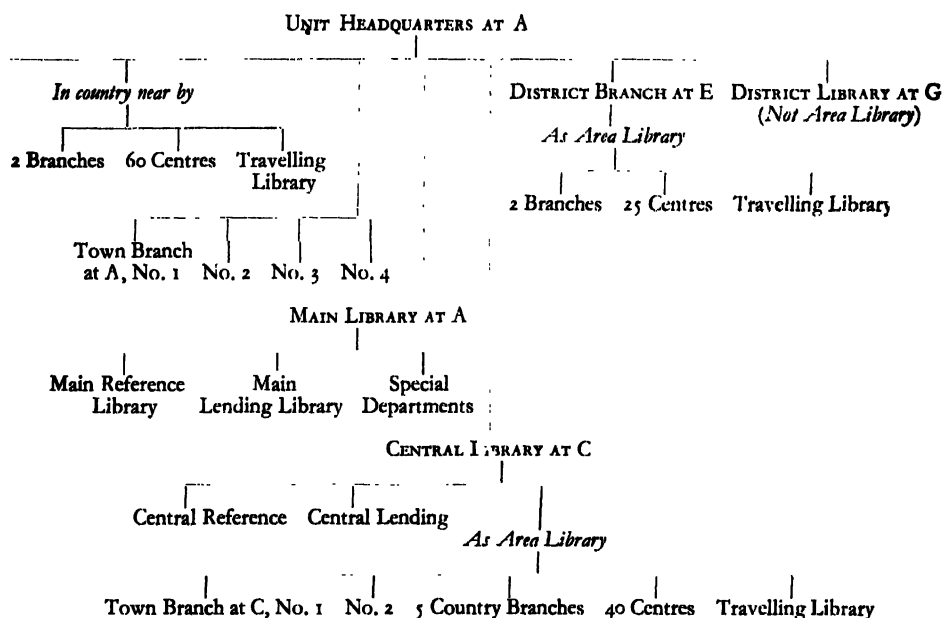 UNIT HEADQUARTERS AT A
In country near by
DISTRICT BRANCH AT E
DISTRICT LIBRARY AT G
(Not Area Library)
As Area Library
2 Branches 60 Centres Travelling
Library
2 Branches 25 Centres Travelling Library
Town Branch
at A, No. 1 No. 2 No. 3 No. 4
MAIN LIBRARY AT A
Main Reference
Library
Main
Lending Library
Special
Departments
CENTRAL LIBRARY AT C
Central Reference Central Lending
As Area Library
Town Branch at C, No. 1 No. 2 5 Country Branches 40 Centres Travelling Library